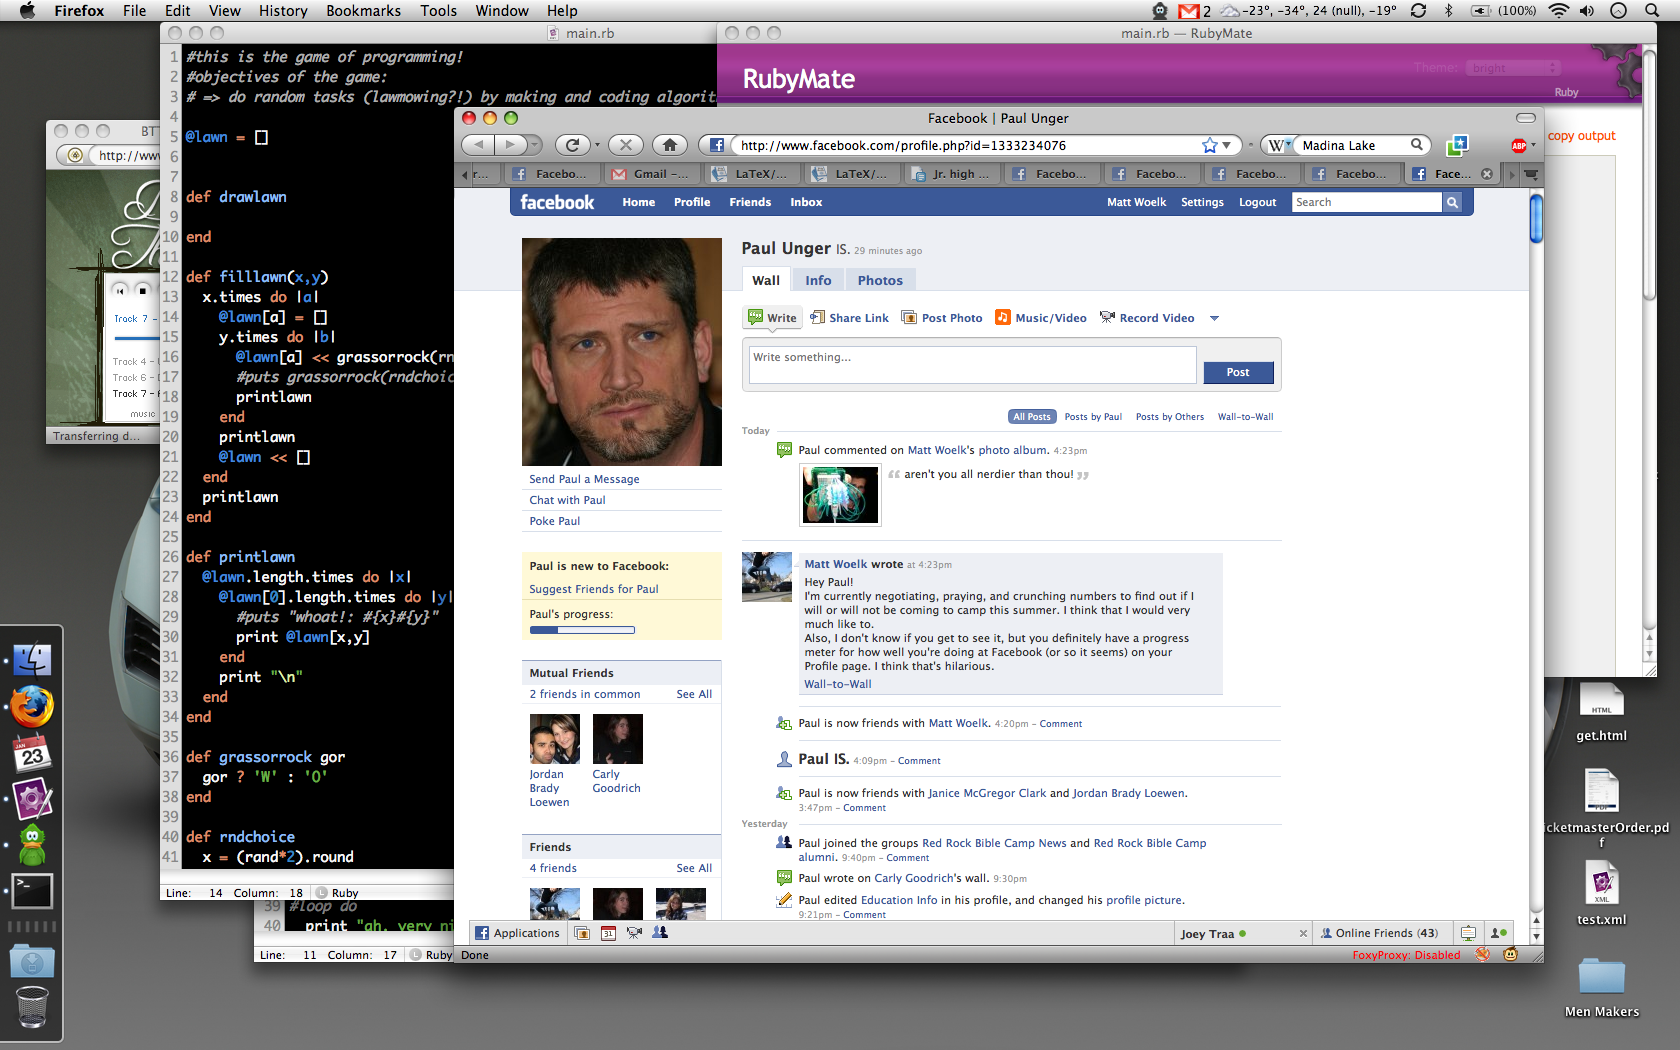 Firefox File Edit View History Bookmarks Tools Window Help
2 -23°, -34°, 24 (null), -19° (100%)
main.rb
1 #this is the game of programming!
2 #objectives of the game:
3 # => do random tasks (lawmowing?!) by making and coding algorit
4
5 @lawn = []
6
7
8 def drawlawn
9
10 end
11
12 def filllawn(x,y)
13 x.times do |a|
14 @lawn[a] = []
15 y.times do |b|
16 @lawn[a] << grassorrock(rn
17 #puts grassorrock(rndchoic
18 printlawn
19 end
20 printlawn
21 @lawn << []
22 end
23 printlawn
24 end
25
26 def printlawn
27 @lawn.length.times do |x|
28 @lawn[0].length.times do |y|
29 #puts "whoat!: #{x}#{y}"
30 print @lawn[x,y]
31 end
32 print "\n"
33 end
34 end
35
36 def grassorrock gor
37 gor ? 'W' : 'O'
38 end
39
40 def rndchoice
41 x = (rand*2).round
Line: 14 Column: 18 Ruby
39 #loop do
40 print "ah, very ni
Line: 11 Column: 17 Ruby
main.rb — RubyMate
RubyMate
Theme: bright
Ruby
copy output
BT
http://ww
Track 7 -
Track 4 -
Track 6 -
Track 7 -
music
Transferring d...
Facebook | Paul Unger
http://www.facebook.com/profile.php?id=1333234076
W Madina Lake
ABP
r... Facebo... Gmail -... LaTeX/... LaTeX/... Jr. high ... Facebo... Facebo... Facebo... Facebo... Face...
facebook Home Profile Friends Inbox Matt Woelk Settings Logout Search
Paul Unger IS. 29 minutes ago
Wall Info Photos
Write Share Link Post Photo Music/Video Record Video
Write something...
Post
All Posts Posts by Paul Posts by Others Wall-to-Wall
Today
Paul commented on Matt Woelk's photo album. 4:23pm
“ aren't you all nerdier than thou! ”
Matt Woelk wrote at 4:23pm
Hey Paul!
I'm currently negotiating, praying, and crunching numbers to find out if I
will or will not be coming to camp this summer. I think that I would very
much like to.
Also, I don't know if you get to see it, but you definitely have a progress
meter for how well you're doing at Facebook (or so it seems) on your
Profile page. I think that's hilarious.
Wall-to-Wall
Paul is now friends with Matt Woelk. 4:20pm - Comment
Paul IS. 4:09pm - Comment
Paul is now friends with Janice McGregor Clark and Jordan Brady Loewen.
3:47pm - Comment
Yesterday
Paul joined the groups Red Rock Bible Camp News and Red Rock Bible Camp
alumni. 9:40pm - Comment
Paul wrote on Carly Goodrich's wall. 9:30pm
Paul edited Education Info in his profile, and changed his profile picture.
9:21pm - Comment
Send Paul a Message
Chat with Paul
Poke Paul
Paul is new to Facebook:
Suggest Friends for Paul
Paul's progress:
Mutual Friends
2 friends in common See All
Jordan
Brady
Loewen
Carly
Goodrich
Friends
4 friends See All
Applications 31 Joey Traa Online Friends (43)
Done
FoxyProxy: Disabled
JAN
23
HTML
get.html
PDF
icketmasterOrder.pd
f
XML
test.xml
Men Makers